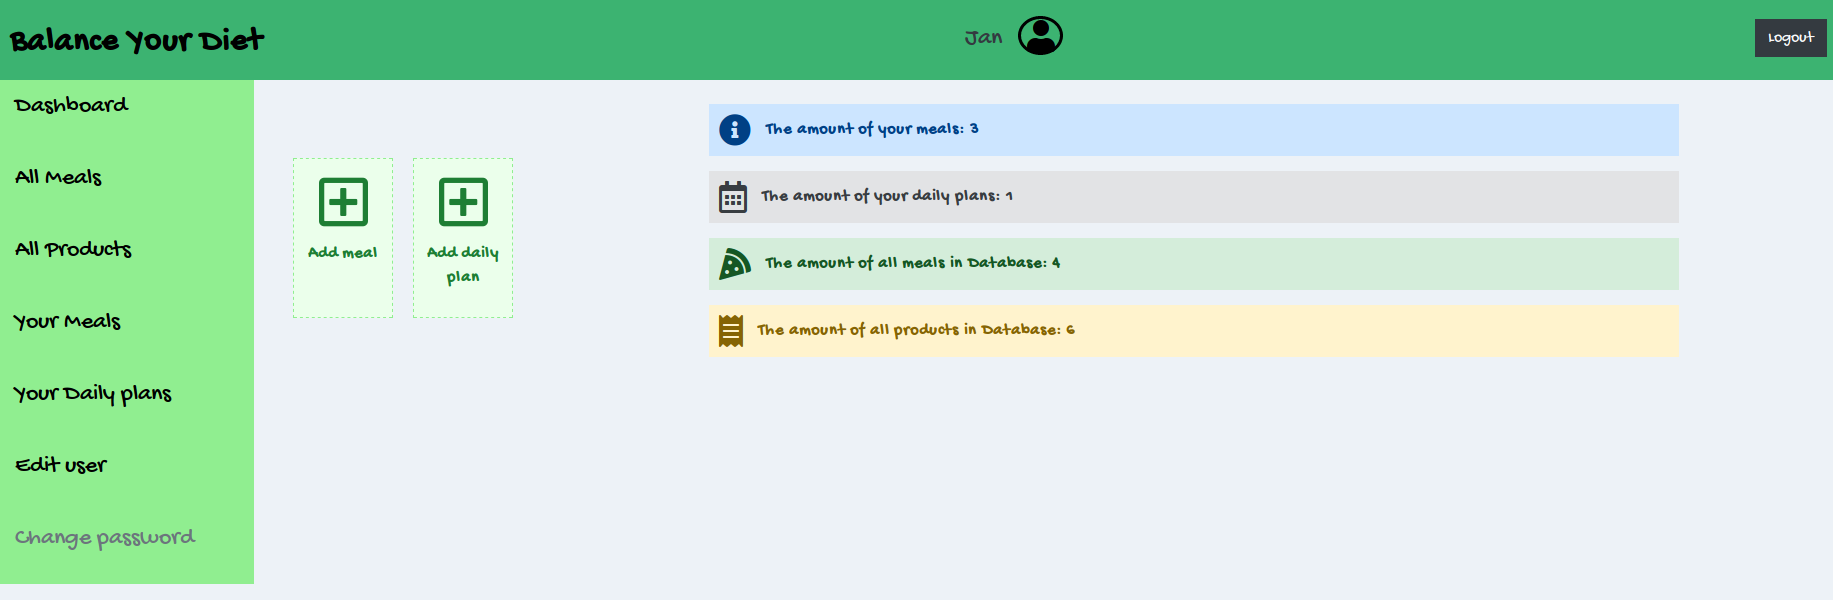 Balance Your Diet
Jan
Logout
Dashboard
All Meals
All Products
Your Meals
Your Daily plans
Edit user
Change password
Add meal
Add daily
plan
The amount of your meals: 3
The amount of your daily plans: 1
The amount of all meals in Database: 4
The amount of all products in Database: 6